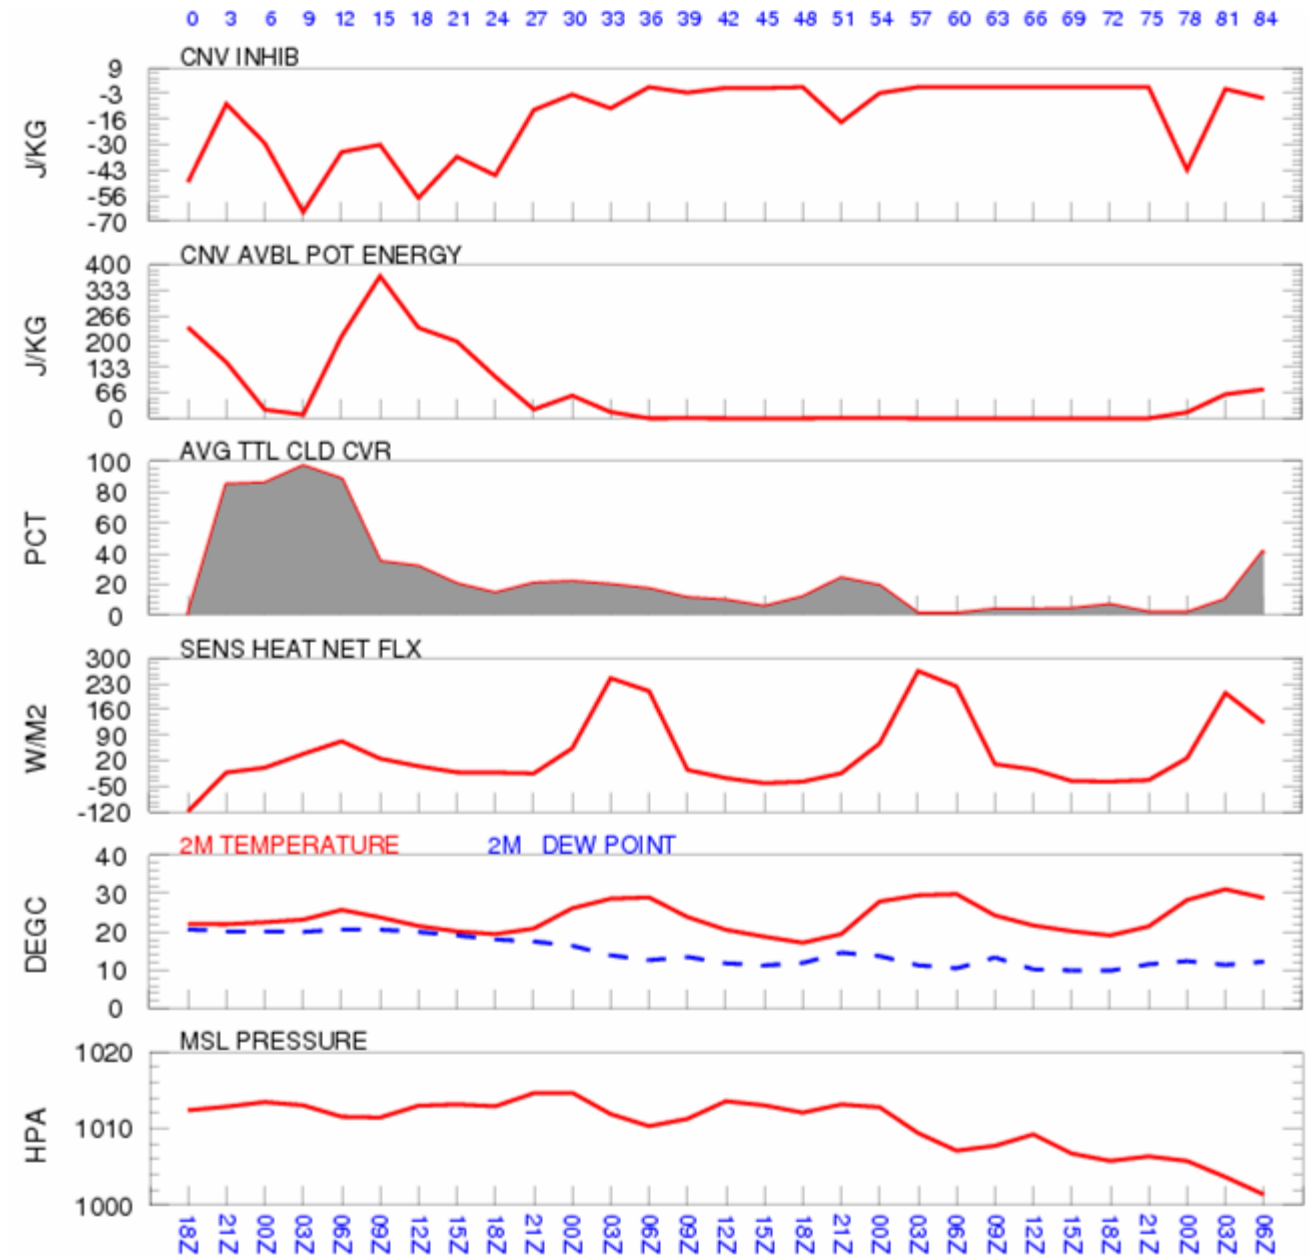 0 3 6 9 12 15 18 21 24 27 30 33 36 39 42 45 48 51 54 57 60 63 66 69 72 75 78 81 84
CNV INHIB
9
-3
-16
-30
-43
-56
-70
J/KG
CNV AVBL POT ENERGY
400
333
266
200
133
66
0
J/KG
AVG TTL CLD CVR
100
80
60
40
20
0
PCT
SENS HEAT NET FLX
300
230
160
90
20
-50
-120
W/M2
2M TEMPERATURE 2M DEW POINT
40
30
20
10
0
DEGC
MSL PRESSURE
1020
1010
1000
HPA
18Z 21Z 00Z 03Z 06Z 09Z 12Z 15Z 18Z 21Z 00Z 03Z 06Z 09Z 12Z 15Z 18Z 21Z 00Z 03Z 06Z 09Z 12Z 15Z 18Z 21Z 00Z 03Z 06Z